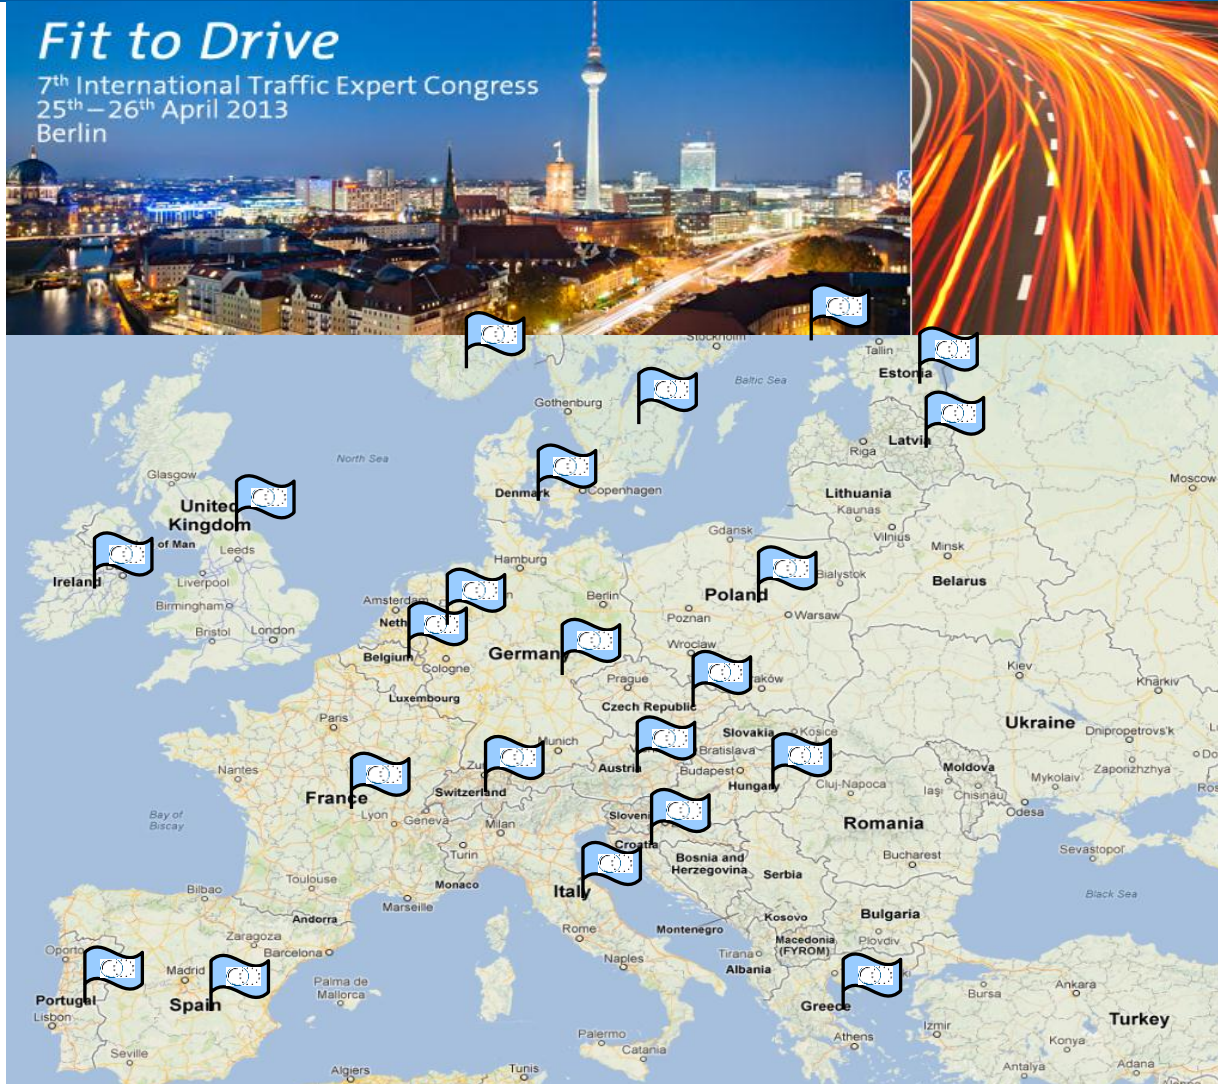 Fit to Drive
7th International Traffic Expert Congress
25th – 26th April 2013
Berlin
Stockholm
Tallin
Estonia
Baltic Sea
Gothenburg
Latvia
Riga
North Sea
Glasgow
Moscow
Denmark
Copenhagen
Lithuania
United
Kingdom
Kaunas
Vilnius
Gdansk
of Man
Leeds
Minsk
Hamburg
Ireland
Liverpool
Bialystok
Belarus
Amsterdam
Berlin
Poland
Birmingham
Poznan
Warsaw
Neth
Bristol
London
Wroclaw
Belgium
Cologne
German
Kiev
Prague
Kharkiv
Luxembourg
Czech Republic
Paris
Ukraine
Slovakia
Kosice
Dnipropetrovs'k
Munich
Bratislava
Nantes
Austria
Budapest
Moldova
Zaporizhzhya
Mykolaiv
Switzerland
Hungary
Cluj-Napoca
Iaşi
Chisinau
France
Odesa
Bay of
Biscay
Lyon
Geneva
Milan
Sloveni
Romania
Croatia
Sevastopol'
Turin
Bosnia and
Herzegovina
Bucharest
Serbia
Toulouse
Monaco
Bilbao
Italy
Black Sea
Marseille
Andorra
Kosovo
Bulgaria
Rome
Montenegro
Zaragoza
Macedonia
(FYROM)
Plovdiv
Oporto
Barcelona
Tirana
Naples
Madrid
Albania
Palma de
Mallorca
Ankara
Bursa
Portugal
Spain
Greece
Lisbon
Turkey
Izmir
Palermo
Athens
Konya
Catania
Seville
Algiers
Tunis
Antalya
Adana